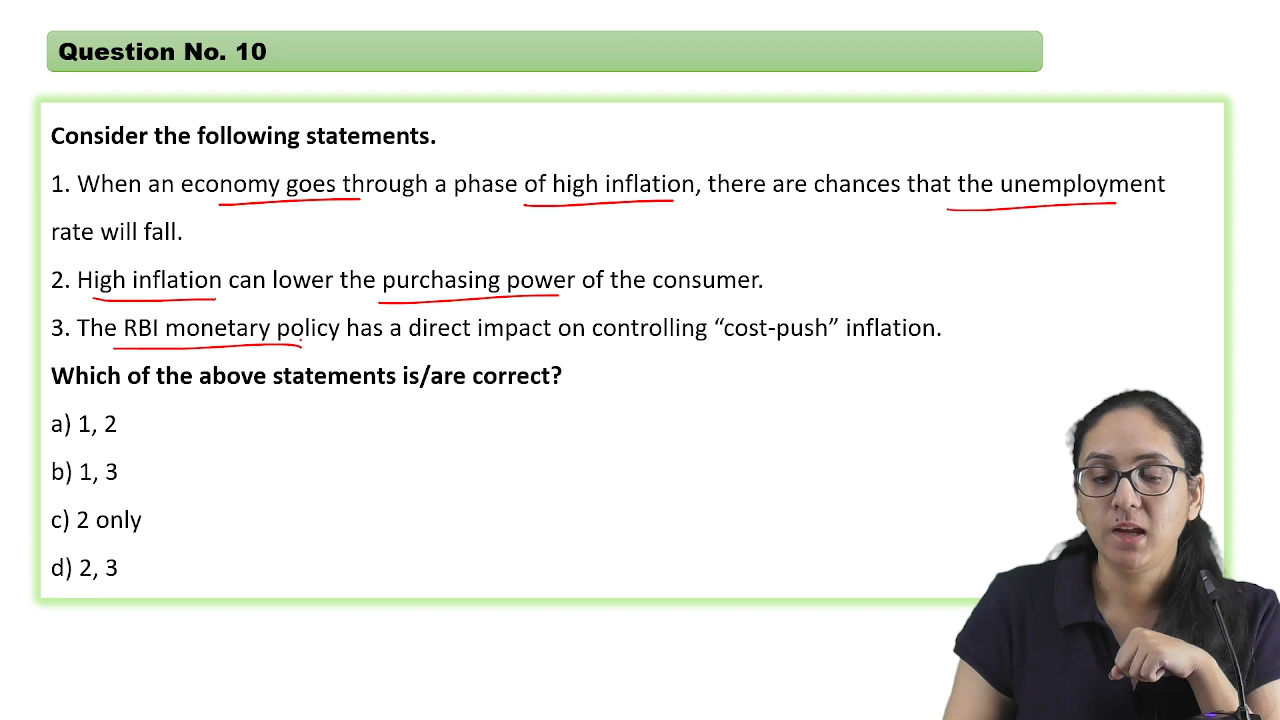 Question No. 10
Consider the following statements.
1. When an economy goes through a phase of high inflation, there are chances that the unemployment
rate will fall.
2. High inflation can lower the purchasing power of the consumer.
3. The RBI monetary policy has a direct impact on controlling “cost-push” inflation.
Which of the above statements is/are correct?
a) 1, 2
b) 1, 3
c) 2 only
d) 2, 3